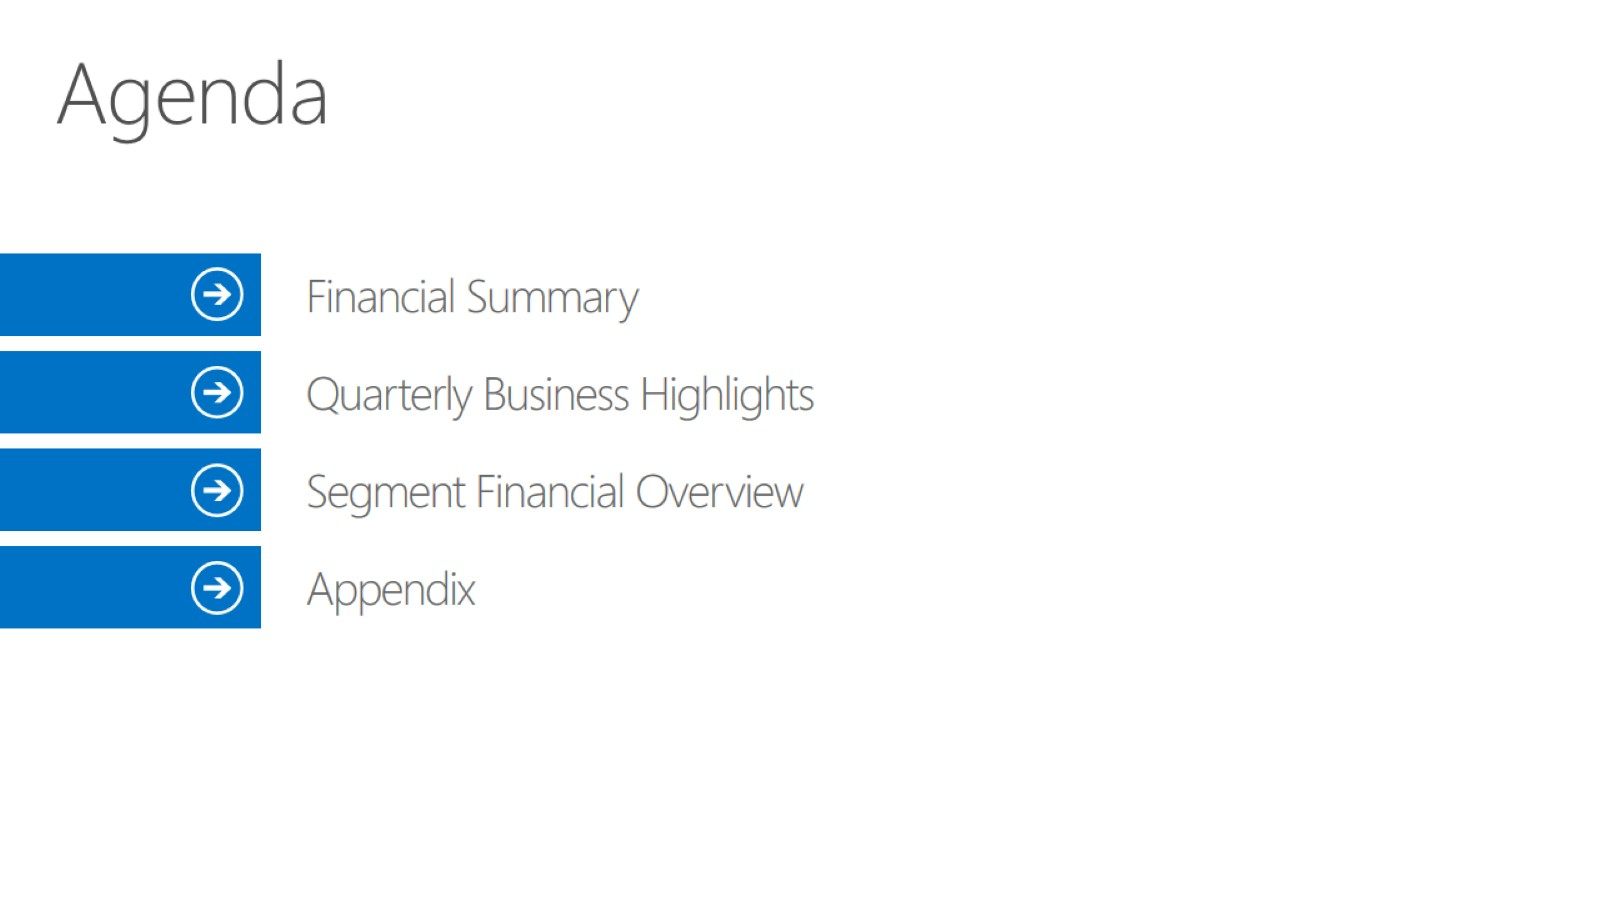 Agenda
Financial Summary
Quarterly Business Highlights
Segment Financial Overview
Appendix